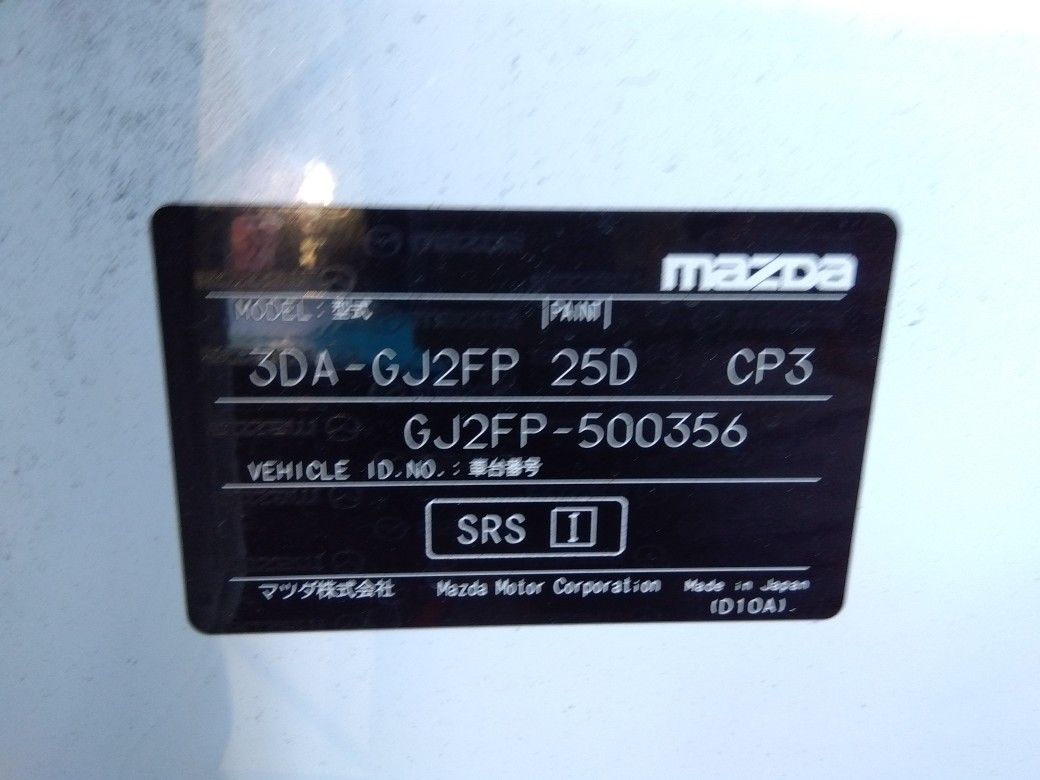 mazda
MODEL:型式 PAINT
3DA-GJ2FP 25D CP3
GJ2FP-500356
VEHICLE ID.NO.:車台番号
SRS I
マツダ株式会社 Mazda Motor Corporation Made in Japan
(D10A).